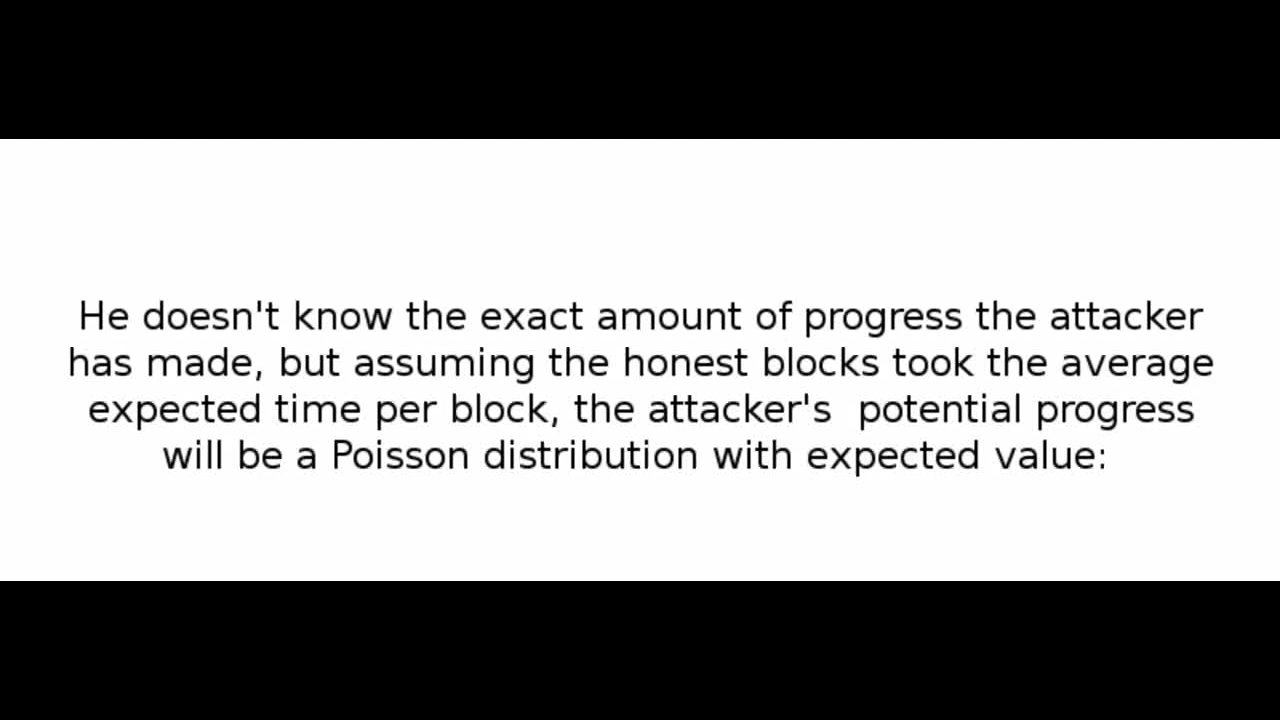 He doesn't know the exact amount of progress the attacker
has made, but assuming the honest blocks took the average
expected time per block, the attacker's  potential progress
will be a Poisson distribution with expected value: